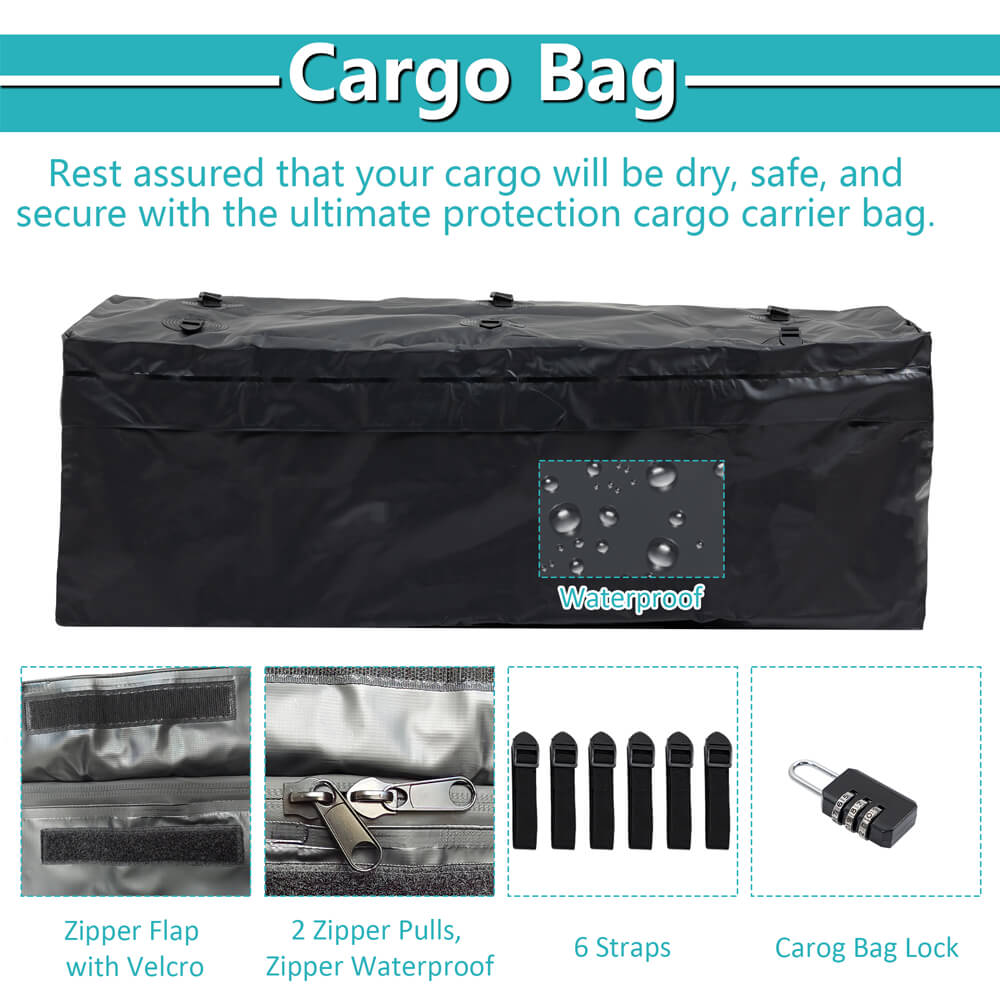 Cargo Bag
Rest assured that your cargo will be dry, safe, and
secure with the ultimate protection cargo carrier bag.
Waterproof
Zipper Flap
with Velcro
2 Zipper Pulls,
Zipper Waterproof
6 Straps
Carog Bag Lock